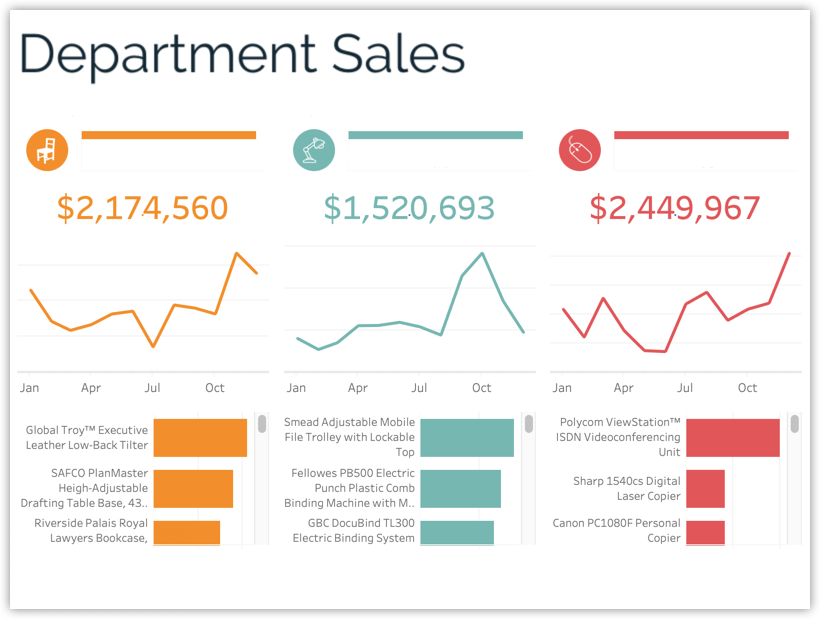 Department Sales
$2,174,560
$1,520,693
$2,449,967
Jan Apr Jul Oct
Jan Apr Jul Oct
Jan Apr Jul Oct
Global Troy™ Executive
Leather Low-Back Tilter
SAFCO PlanMaster
Heigh-Adjustable
Drafting Table Base, 43..
Riverside Palais Royal
Lawyers Bookcase,
Smead Adjustable Mobile
File Trolley with Lockable
Top
Fellowes PB500 Electric
Punch Plastic Comb
Binding Machine with M..
GBC DocuBind TL300
Electric Binding System
Polycom ViewStation™
ISDN Videoconferencing
Unit
Sharp 1540cs Digital
Laser Copier
Canon PC1080F Personal
Copier